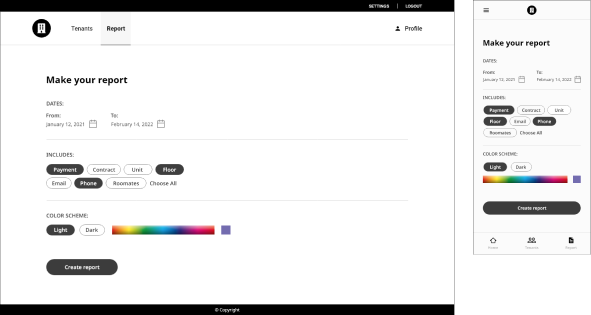 SETTINGS | LOGOUT
Tenants Report Profile
Make your report
DATES:
From: To:
January 12, 2021 February 14, 2022
INCLUDES:
Payment Contract Unit Floor
Email Phone Roomates Choose All
COLOR SCHEME:
Light Dark
Create report
© Copyright
Make your report
DATES:
From: To:
January 12, 2021 February 14, 2022
INCLUDES:
Payment Contract Unit
Floor Email Phone
Roomates Choose All
COLOR SCHEME:
Light Dark
Create report
Home Tenants Report